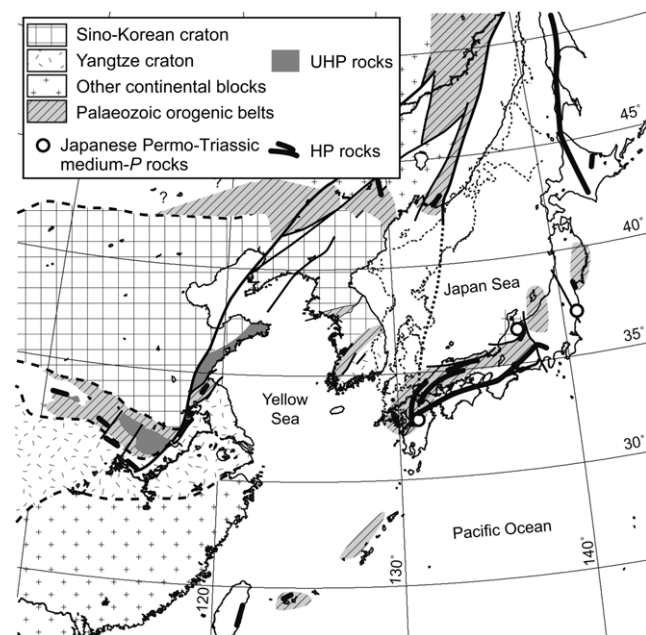 Sino-Korean craton
Yangtze craton
UHP rocks
Other continental blocks
Palaeozoic orogenic belts
Japanese Permo-Triassic
medium-P rocks
HP rocks
?
?
45°
40°
Japan Sea
35°
Yellow
Sea
30°
Pacific Ocean
120
130°
140°